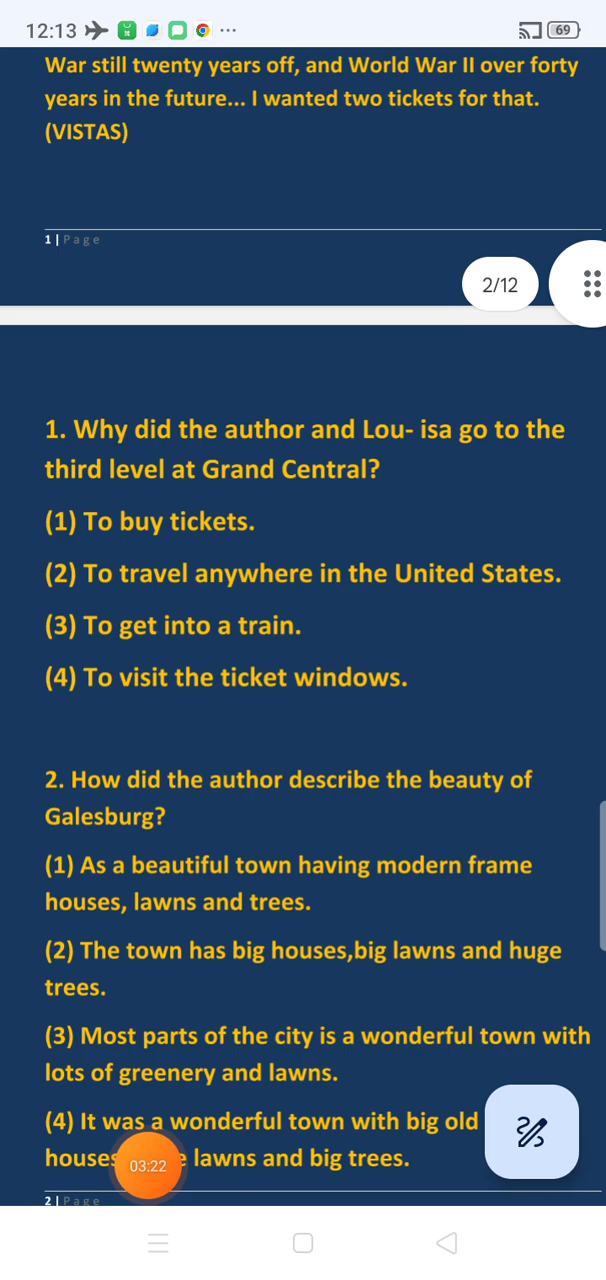 12:13
69
War still twenty years off, and World War II over forty
years in the future... I wanted two tickets for that.
(VISTAS)
1 | Page
2/12
1. Why did the author and Lou- isa go to the
third level at Grand Central?
(1) To buy tickets.
(2) To travel anywhere in the United States.
(3) To get into a train.
(4) To visit the ticket windows.
2. How did the author describe the beauty of
Galesburg?
(1) As a beautiful town having modern frame
houses, lawns and trees.
(2) The town has big houses,big lawns and huge
trees.
(3) Most parts of the city is a wonderful town with
lots of greenery and lawns.
(4) It was a wonderful town with big old
houses lawns and big trees.
03:22
2 | Page